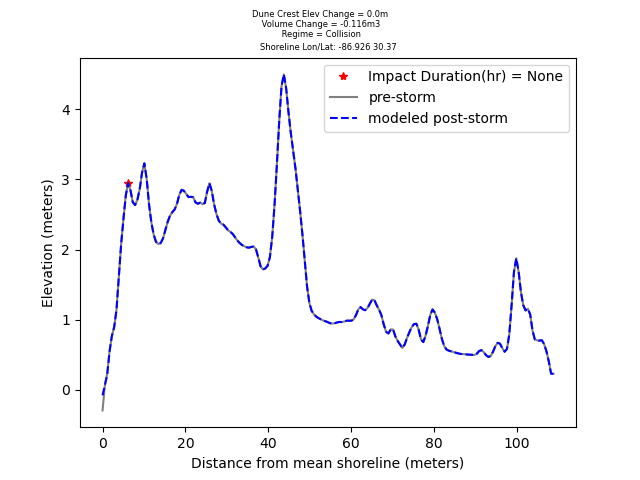 Dune Crest Elev Change = 0.0m
Volume Change = -0.116m3
Regime = Collision
Shoreline Lon/Lat: -86.926 30.37
Impact Duration(hr) = None
pre-storm
modeled post-storm
4
3
2
1
0
Elevation (meters)
0
20
40
60
80
100
Distance from mean shoreline (meters)